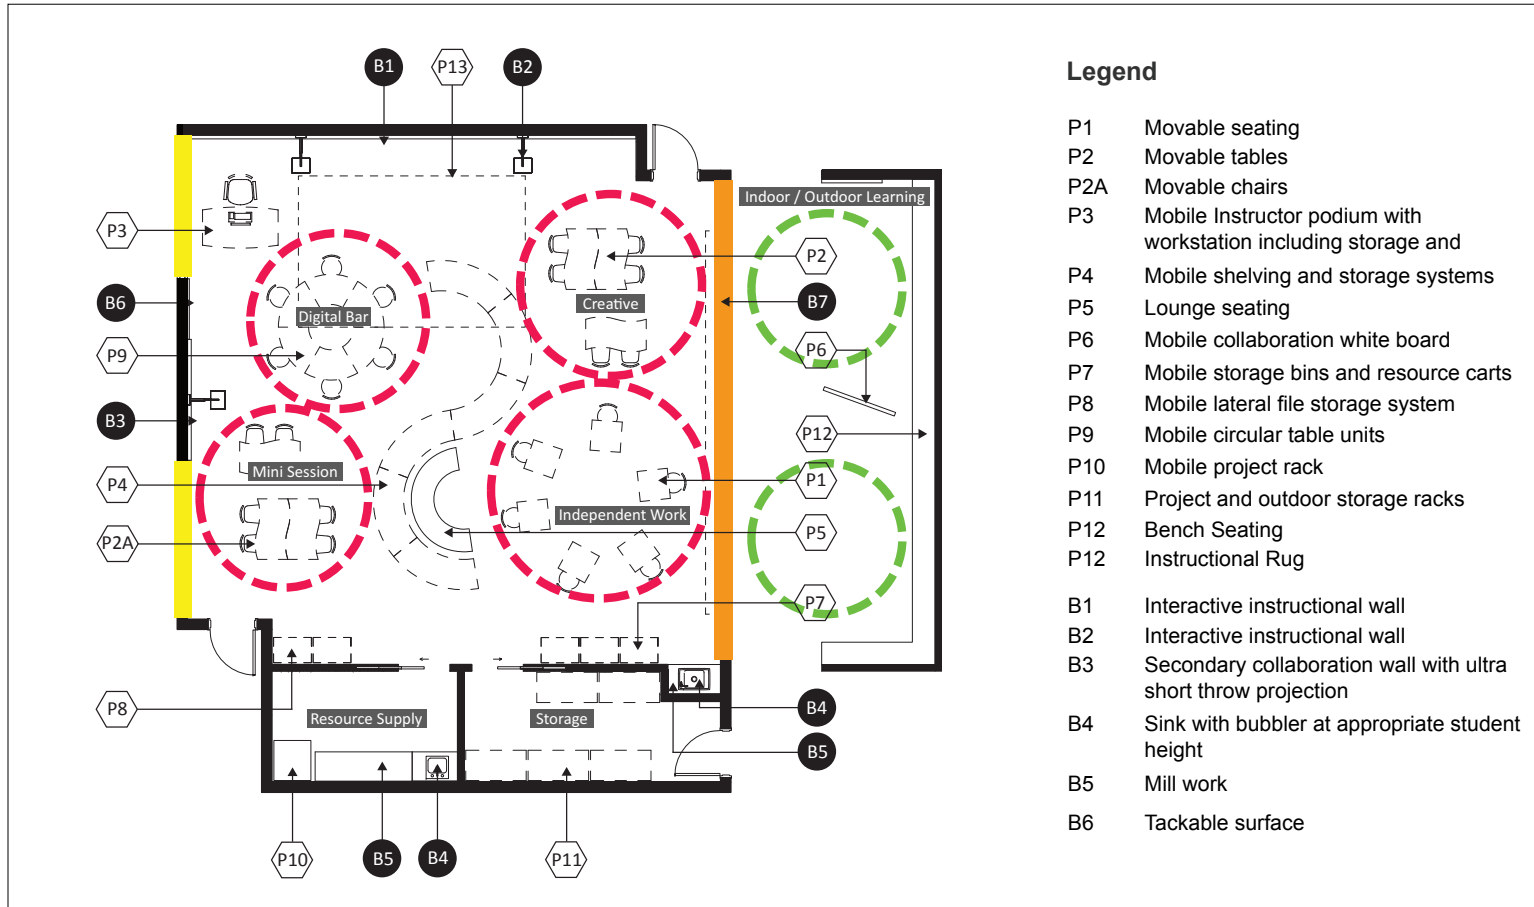 B1
P13
B2
Indoor / Outdoor Learning
P3
P2
B6
Digital Bar
Creative
B7
P9
P6
B3
P12
Mini Session
P4
P1
Independent Work
P2A
P5
P7
P8
Resource Supply
Storage
B4
B5
P10
B5
B4
P11
Legend
P1 Movable seating
P2 Movable tables
P2A Movable chairs
P3 Mobile Instructor podium with
workstation including storage and
P4 Mobile shelving and storage systems
P5 Lounge seating
P6 Mobile collaboration white board
P7 Mobile storage bins and resource carts
P8 Mobile lateral file storage system
P9 Mobile circular table units
P10 Mobile project rack
P11 Project and outdoor storage racks
P12 Bench Seating
P12 Instructional Rug
B1 Interactive instructional wall
B2 Interactive instructional wall
B3 Secondary collaboration wall with ultra
short throw projection
B4 Sink with bubbler at appropriate student
height
B5 Mill work
B6 Tackable surface